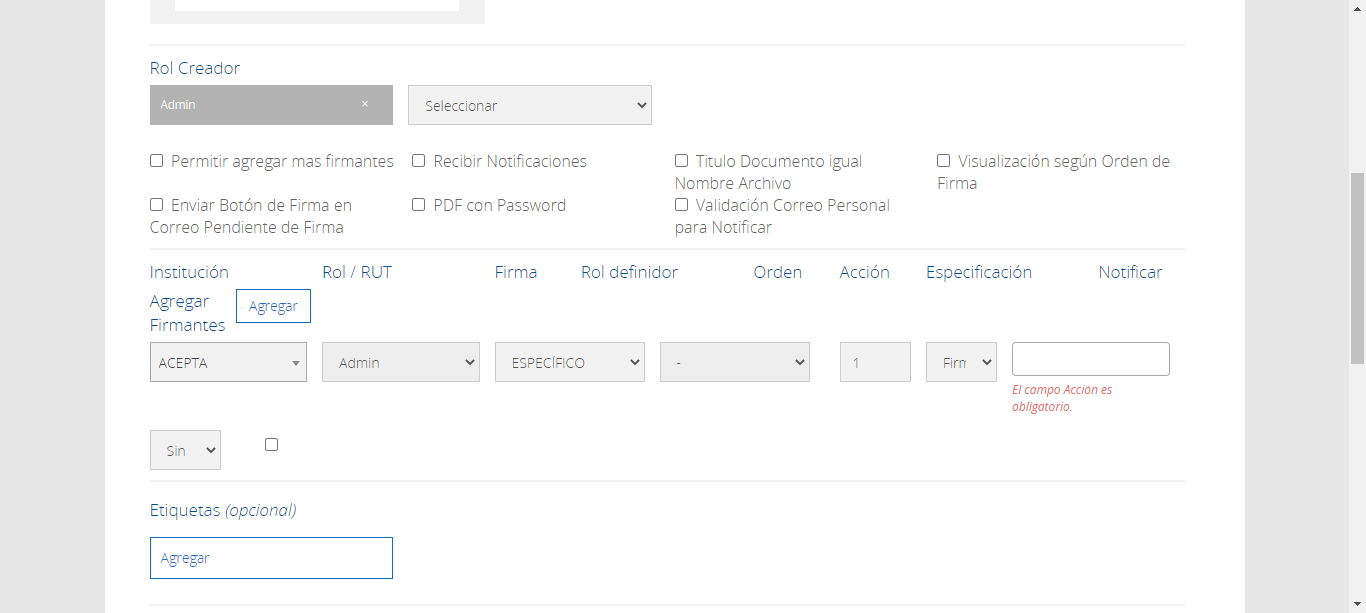 Rol Creador
Admin × Seleccionar
Permitir agregar mas firmantes Recibir Notificaciones Titulo Documento igual Visualización según Orden de
Nombre Archivo Firma
Enviar Botón de Firma en PDF con Password Validación Correo Personal
Correo Pendiente de Firma para Notificar
Institución Rol / RUT Firma Rol definidor Orden Acción Especificación Notificar
Agregar Agregar
Firmantes
ACEPTA Admin ESPECÍFICO - 1 Firm
El campo Acción es
obligatorio.
Sin
Etiquetas (opcional)
Agregar